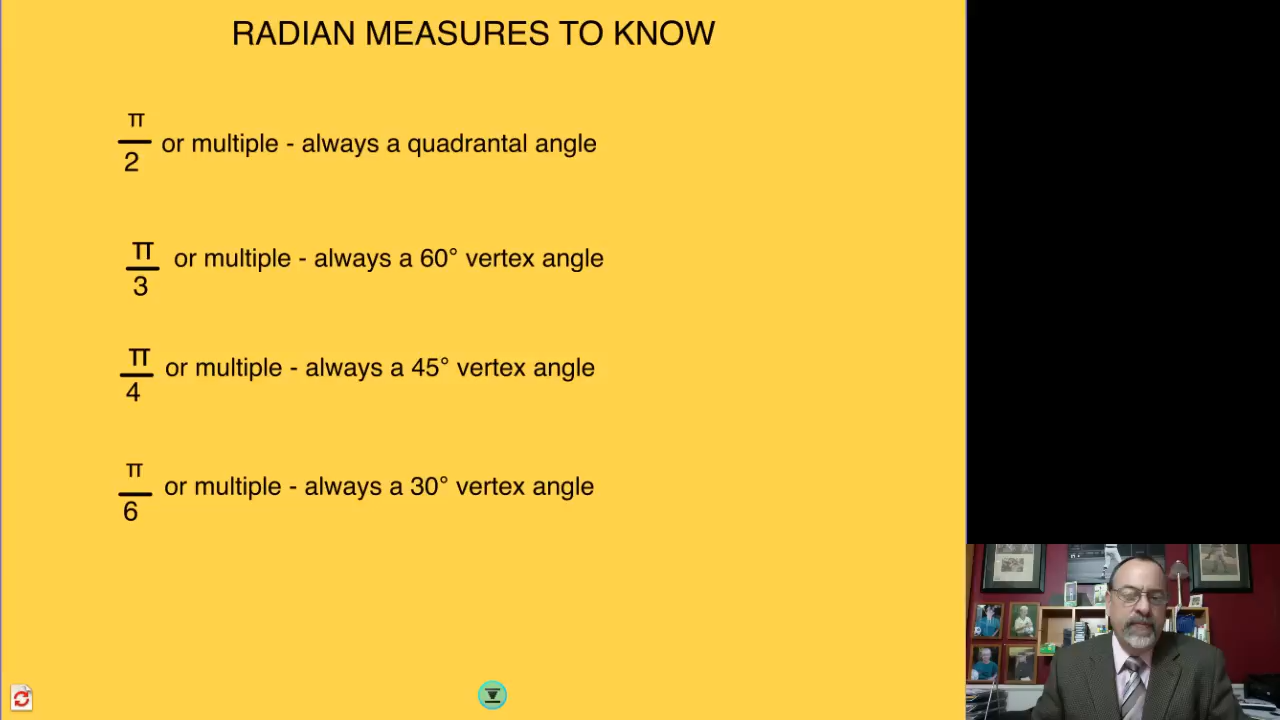 RADIAN MEASURES TO KNOW
π
2
or multiple - always a quadrantal angle
π
3
or multiple - always a 60° vertex angle
π
4
or multiple - always a 45° vertex angle
π
6
or multiple - always a 30° vertex angle